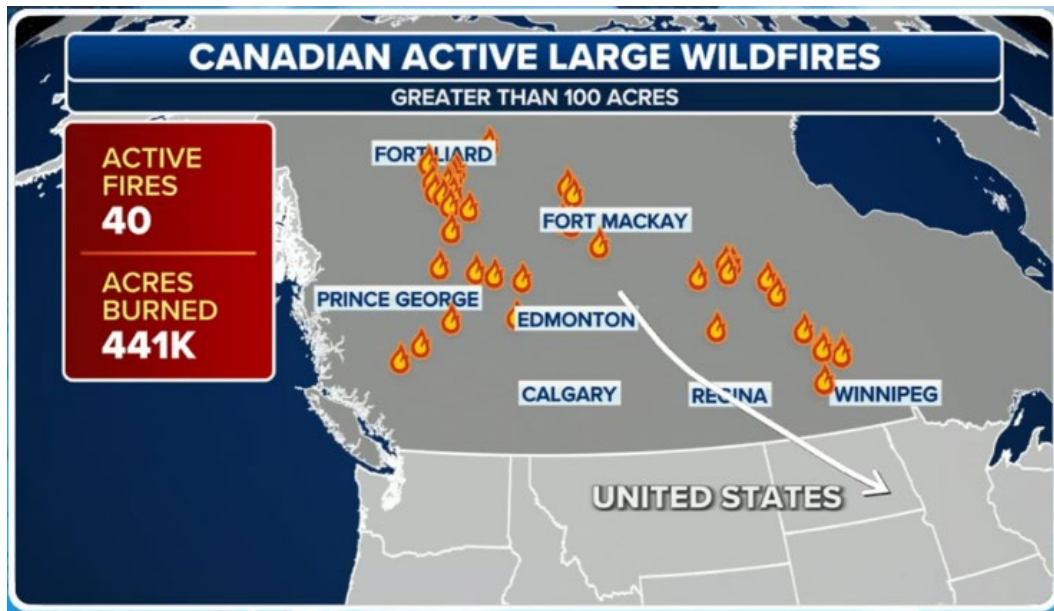 CANADIAN ACTIVE LARGE WILDFIRES
GREATER THAN 100 ACRES
ACTIVE
FIRES
40
ACRES
BURNED
441K
FORT LIARD
FORT MACKAY
PRINCE GEORGE
EDMONTON
CALGARY
REGINA
WINNIPEG
UNITED STATES